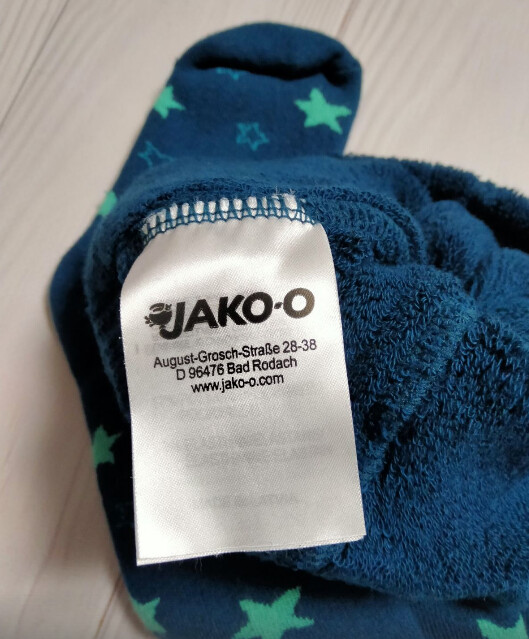 JAKO-O
August-Grosch-Straße 28-38
D 96476 Bad Rodach
www.jako-o.com